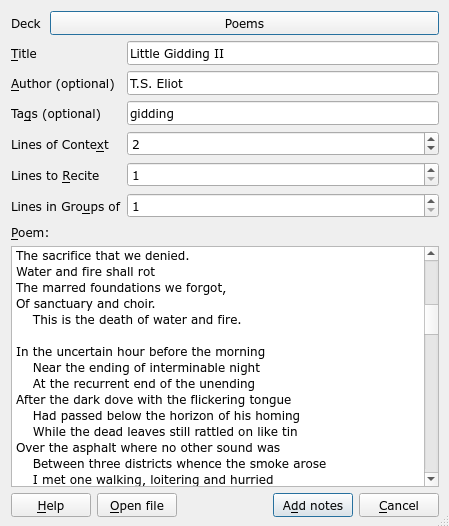 Deck Poems
Title Little Gidding II
Author (optional) T.S. Eliot
Tags (optional) gidding
Lines of Context 2
Lines to Recite 1
Lines in Groups of 1
Poem:
The sacrifice that we denied.
Water and fire shall rot
The marred foundations we forgot,
Of sanctuary and choir.
This is the death of water and fire.
In the uncertain hour before the morning
Near the ending of interminable night
At the recurrent end of the unending
After the dark dove with the flickering tongue
Had passed below the horizon of his homing
While the dead leaves still rattled on like tin
Over the asphalt where no other sound was
Between three districts whence the smoke arose
I met one walking, loitering and hurried
Help Open file Add notes Cancel